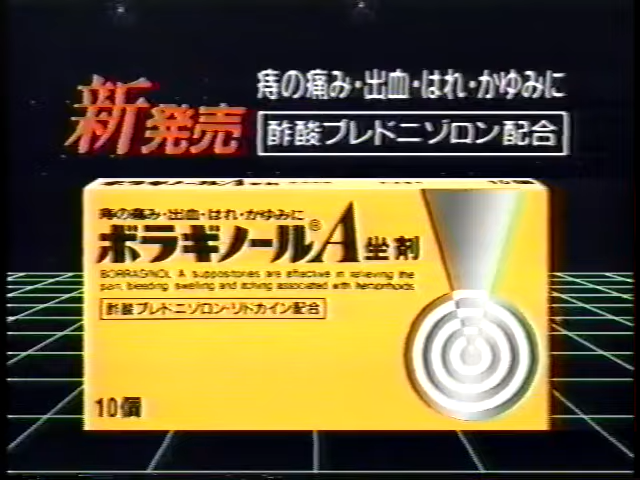 新発売
痔の痛み・出血・はれ・かゆみに
酢酸プレドニゾロン配合
痔の痛み・出血・はれ・かゆみに
ボラギノール®A坐剤
BORRAGINOL A suppositories are effective in relieving the
pain, bleeding, swelling and itching associated with hemorrhoids.
酢酸プレドニゾロン・リドカイン配合
10個